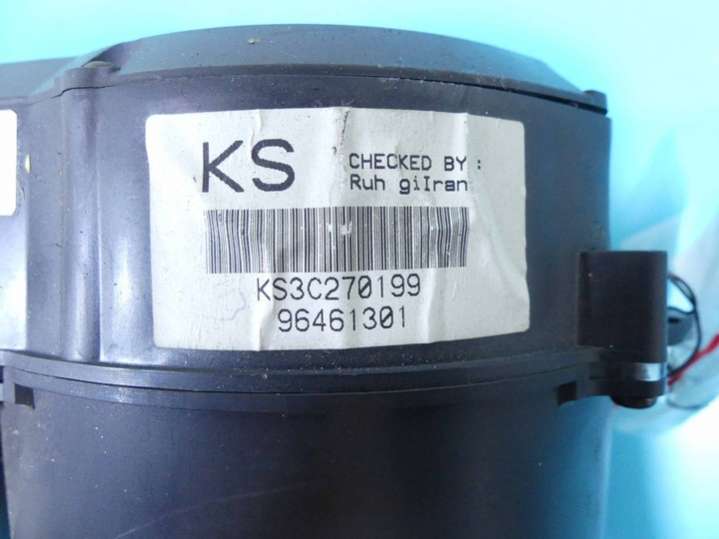 KS
CHECKED BY :
Ruh giIran
KS3C270199
96461301